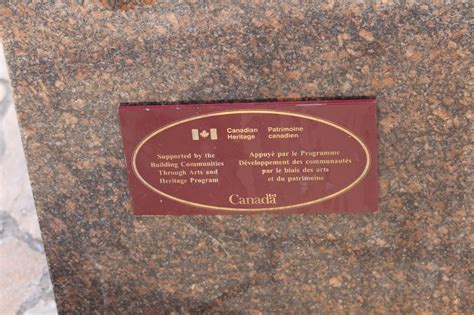 Canadian Heritage
Patrimoine canadien
Supported by the
Building Communities
Through Arts and
Heritage Program
Appuyé par le Programme
Développement des communautés
par le biais des arts
et du patrimoine
Canada